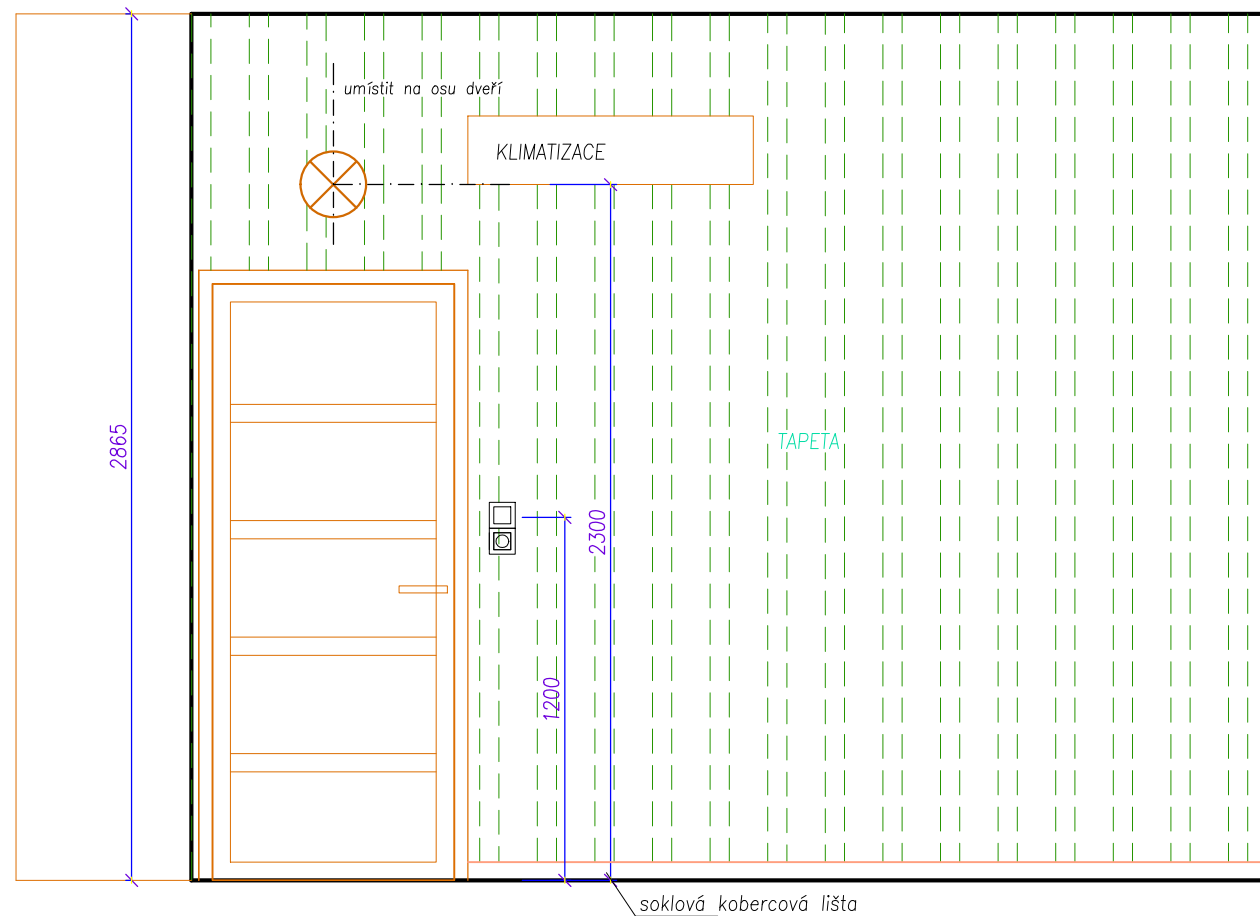 umístit na osu dveří
KLIMATIZACE
2865
TAPETA
2300
1200
soklová kobercová lišta